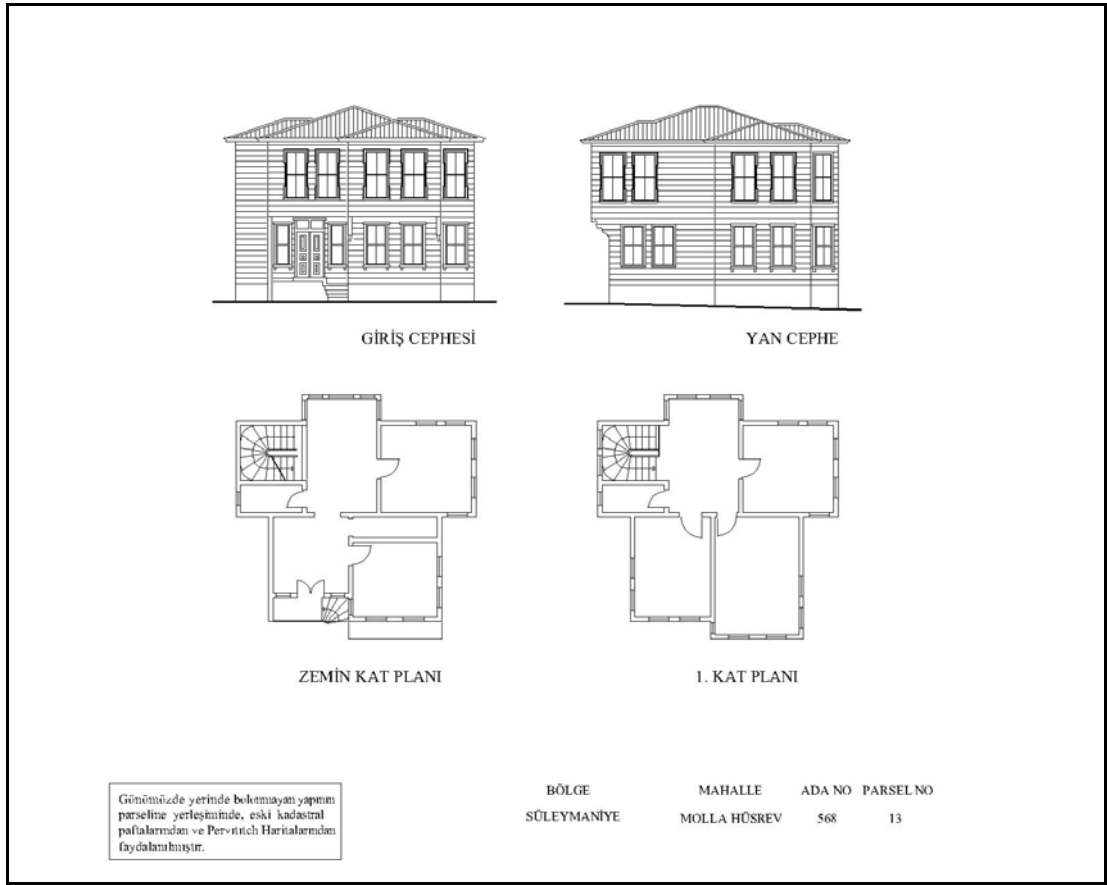 GİRİŞ CEPHESİ
YAN CEPHE
ZEMİN KAT PLANI
1. KAT PLANI
Günümüzde yerinde bulunmayan yapının
parseline yerleşiminde, eski kadastral
paftalarından ve Pervititch Haritalarından
faydalanılmıştır.
BÖLGE MAHALLE ADA NO PARSEL NO
SÜLEYMANİYE MOLLA HÜSREV 568 13